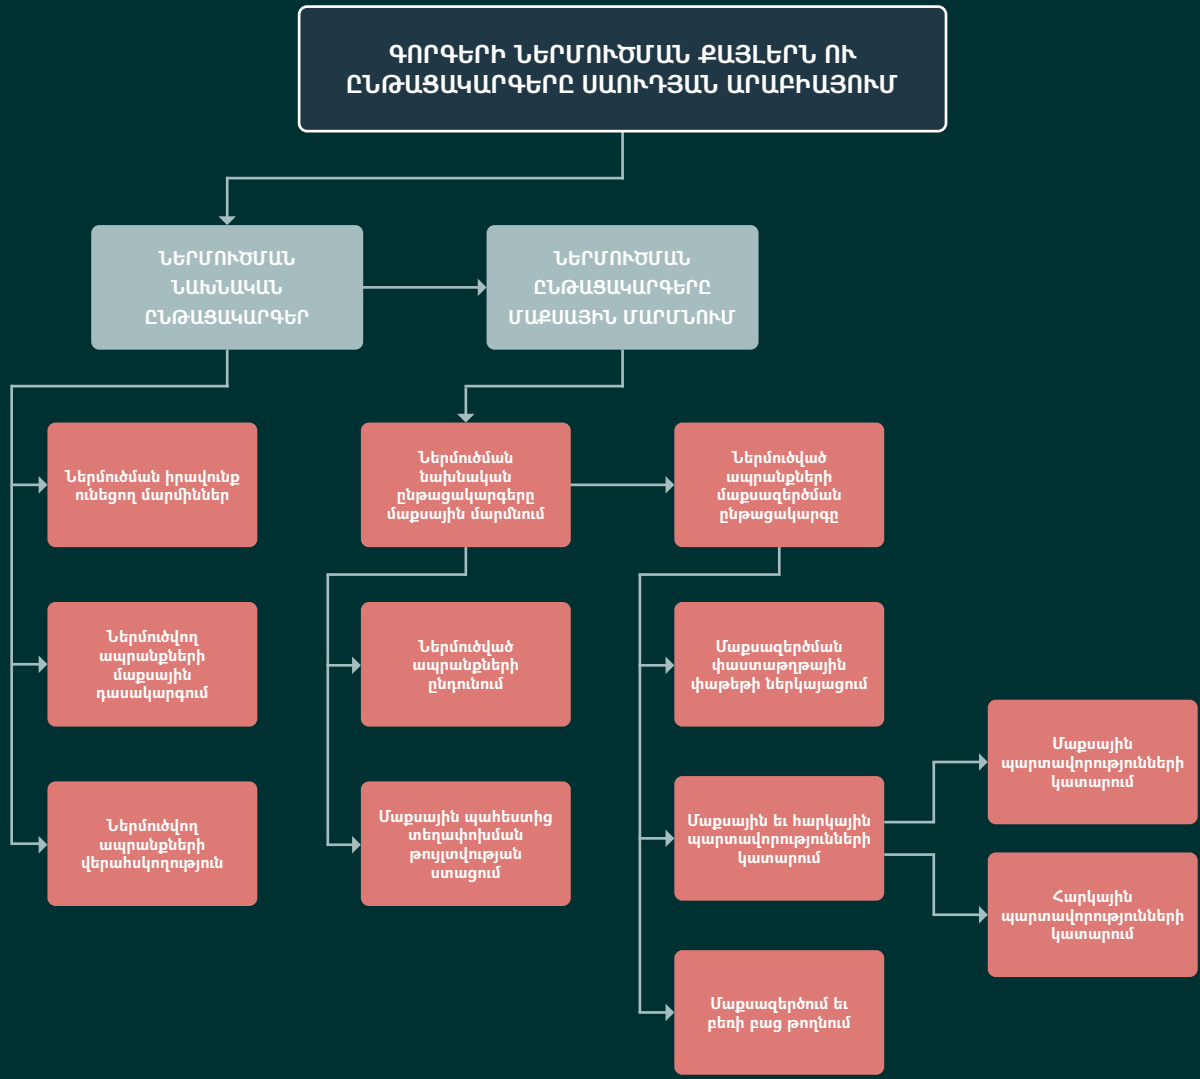 ԳՈՐԳԵՐԻ ՆԵՐՄՈՒԾՄԱՆ ՔԱՅԼԵՐՆ ՈՒ
ԸՆԹԱՑԱԿԱՐԳԵՐԸ ՍԱՈՒԴՅԱՆ ԱՐԱԲԻԱՅՈՒՄ
ՆԵՐՄՈՒԾՄԱՆ
ՆԱԽՆԱԿԱՆ
ԸՆԹԱՑԱԿԱՐԳԵՐ
ՆԵՐՄՈՒԾՄԱՆ
ԸՆԹԱՑԱԿԱՐԳԵՐԸ
ՄԱՔՍԱՅԻՆ ՄԱՐՄՆՈՒՄ
Ներմուծման իրավունք
ունեցող մարմիններ
Ներմուծման
նախնական
ընթացակարգերը
մաքսային մարմնում
Ներմուծված
ապրանքների
մաքսազերծման
ընթացակարգը
Ներմուծվող
ապրանքների
մաքսային
դասակարգում
Ներմուծված
ապրանքների
ընդունում
Մաքսազերծման
փաստաթղթային
փաթեթի ներկայացում
Ներմուծվող
ապրանքների
վերահսկողություն
Մաքսային պահեստից
տեղափոխման
թույլտվության
ստացում
Մաքսային եւ հարկային
պարտավորությունների
կատարում
Մաքսային
պարտավորությունների
կատարում
Հարկային
պարտավորությունների
կատարում
Մաքսազերծում եւ
բեռի բաց թողնում